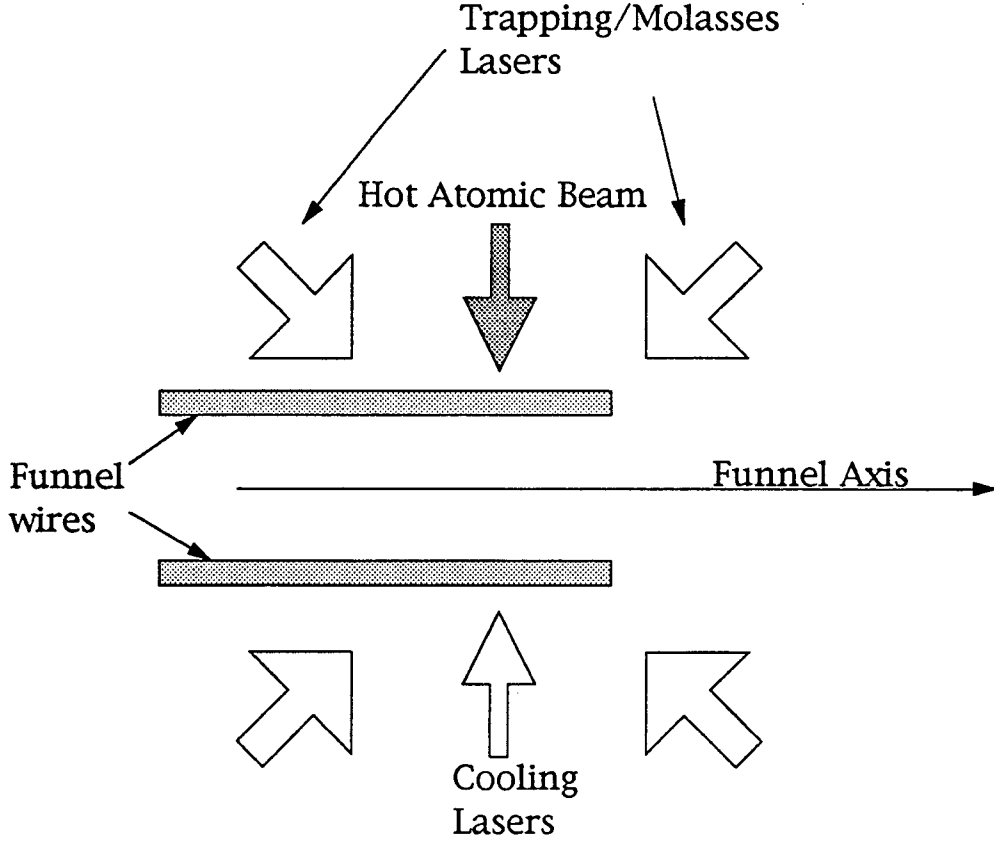 Trapping/Molasses
Lasers
Hot Atomic Beam
Funnel
wires
Funnel Axis
Cooling
Lasers